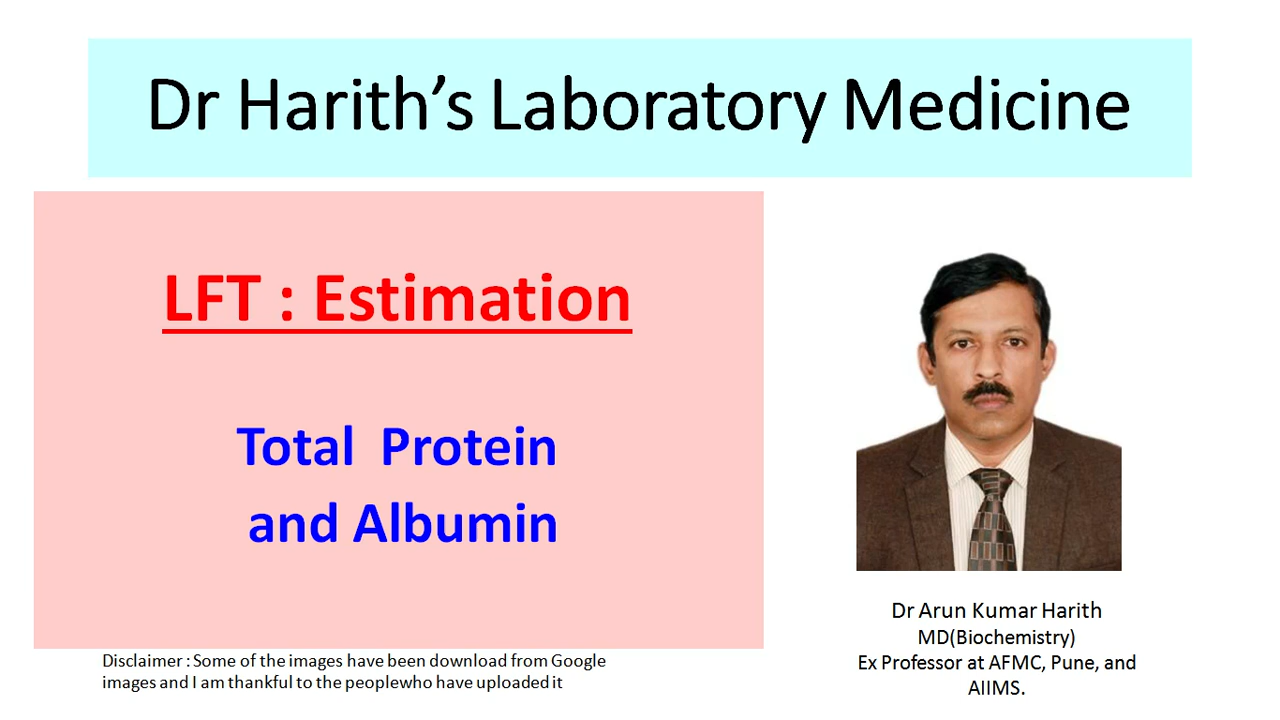 Dr Harith’s Laboratory Medicine
LFT : Estimation
Total Protein
and Albumin
Disclaimer : Some of the images have been download from Google
images and I am thankful to the peoplewho have uploaded it
Dr Arun Kumar Harith
MD(Biochemistry)
Ex Professor at AFMC, Pune, and
AIIMS.